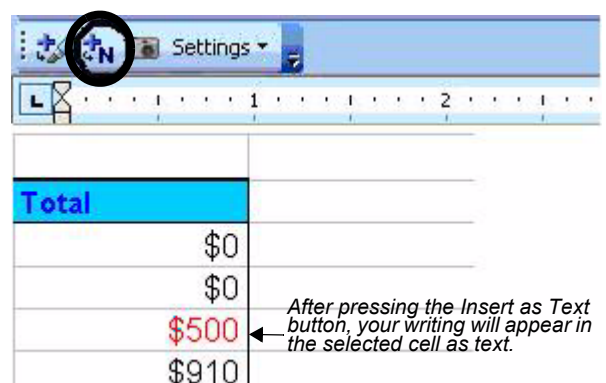 N Settings
L 1 2
Total
$0
$0
$500
After pressing the Insert as Text
button, your writing will appear in
the selected cell as text.
$910